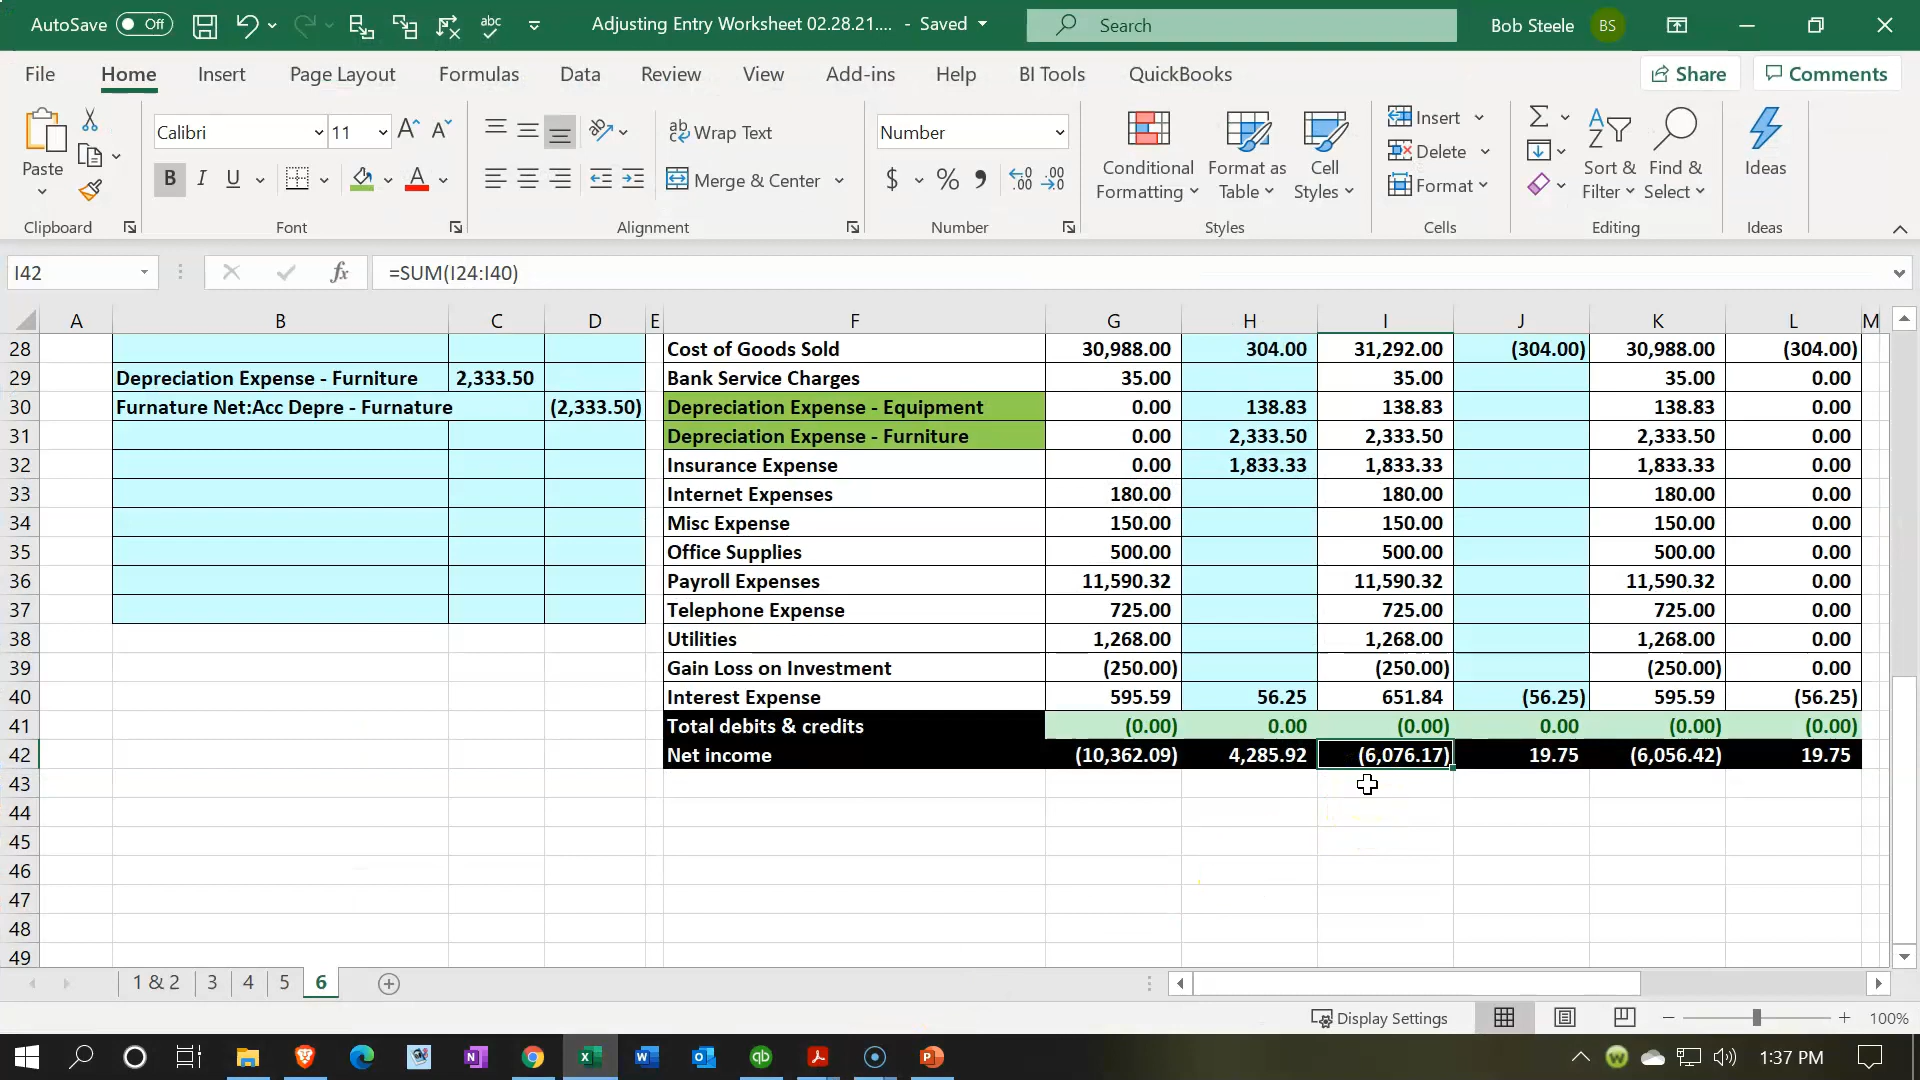 AutoSave Off Adjusting Entry Worksheet 02.28.21.... - Saved Search Bob Steele BS
File Home Insert Page Layout Formulas Data Review View Add-ins Help BI Tools QuickBooks Share Comments
Paste Calibri 11 Wrap Text Number Conditional Formatting Format as Table Cell Styles Insert Sort & Filter Find & Select Ideas
B I U Merge & Center $ % Delete
Format
Clipboard Font Alignment Number Styles Cells Editing Ideas
I42 fx =SUM(I24:I40)
A B C D E F G H I J K L M
28 Cost of Goods Sold 30,988.00 304.00 31,292.00 (304.00) 30,988.00 (304.00)
29 Depreciation Expense - Furniture 2,333.50 Bank Service Charges 35.00 35.00 35.00 0.00
30 Furnature Net:Acc Depre - Furnature (2,333.50) Depreciation Expense - Equipment 0.00 138.83 138.83 138.83 0.00
31 Depreciation Expense - Furniture 0.00 2,333.50 2,333.50 2,333.50 0.00
32 Insurance Expense 0.00 1,833.33 1,833.33 1,833.33 0.00
33 Internet Expenses 180.00 180.00 180.00 0.00
34 Misc Expense 150.00 150.00 150.00 0.00
35 Office Supplies 500.00 500.00 500.00 0.00
36 Payroll Expenses 11,590.32 11,590.32 11,590.32 0.00
37 Telephone Expense 725.00 725.00 725.00 0.00
38 Utilities 1,268.00 1,268.00 1,268.00 0.00
39 Gain Loss on Investment (250.00) (250.00) (250.00) 0.00
40 Interest Expense 595.59 56.25 651.84 (56.25) 595.59 (56.25)
41 Total debits & credits (0.00) 0.00 (0.00) 0.00 (0.00) (0.00)
42 Net income (10,362.09) 4,285.92 (6,076.17) 19.75 (6,056.42) 19.75
43
44
45
46
47
48
49
1 & 2 3 4 5 6
Display Settings 100%
1:37 PM